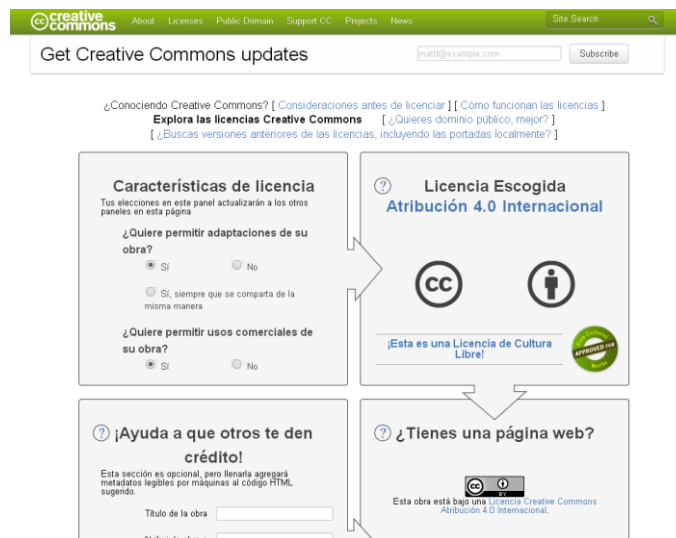 creative commons About Licenses Public Domain Support CC Projects News Site Search
Get Creative Commons updates matt@example.com Subscribe
¿Conociendo Creative Commons? [ Consideraciones antes de licenciar ] [ Cómo funcionan las licencias ]
Explora las licencias Creative Commons [ ¿Quieres dominio público, mejor? ]
[ ¿Buscas versiones anteriores de las licencias, incluyendo las portadas localmente? ]
Características de licencia
Tus elecciones en este panel actualizarán a los otros
paneles en esta página
¿Quiere permitir adaptaciones de su
obra?
Sí No
Sí, siempre que se comparta de la
misma manera
¿Quiere permitir usos comerciales de
su obra?
Sí No
? Licencia Escogida
Atribución 4.0 Internacional
cc
¡Esta es una Licencia de Cultura
Libre!
Free Cultural
APPROVED FOR
Works
? ¡Ayuda a que otros te den
crédito!
Esta sección es opcional, pero llenarla agregará
metadatos legibles por máquinas al código HTML
sugerido.
Título de la obra
? ¿Tienes una página web?
cc
BY
Esta obra está bajo una Licencia Creative Commons
Atribución 4.0 Internacional.